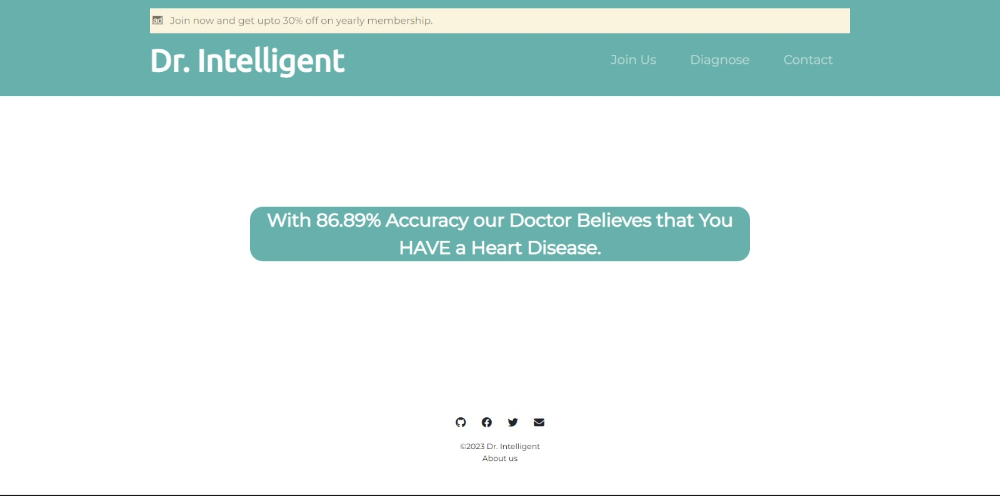 ad Join now and get upto 30% off on yearly membership.
Dr. Intelligent
Join Us Diagnose Contact
With 86.89% Accuracy our Doctor Believes that You
HAVE a Heart Disease.
©2023 Dr. Intelligent
About us